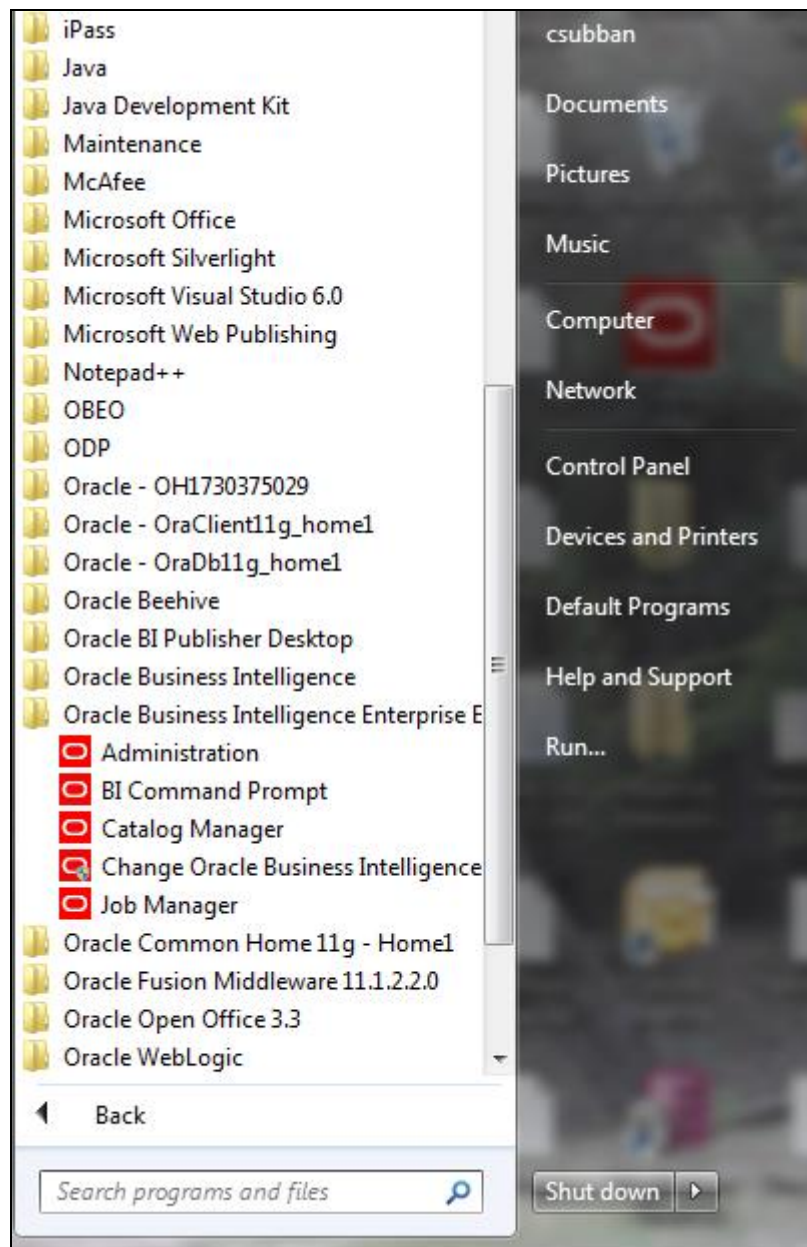 iPass
Java
Java Development Kit
Maintenance
McAfee
Microsoft Office
Microsoft Silverlight
Microsoft Visual Studio 6.0
Microsoft Web Publishing
Notepad++
OBEO
ODP
Oracle - OH1730375029
Oracle - OraClient11g_home1
Oracle - OraDb11g_home1
Oracle Beehive
Oracle BI Publisher Desktop
Oracle Business Intelligence
Oracle Business Intelligence Enterprise E
Administration
BI Command Prompt
Catalog Manager
Change Oracle Business Intelligence
Job Manager
Oracle Common Home 11g - Home1
Oracle Fusion Middleware 11.1.2.2.0
Oracle Open Office 3.3
Oracle WebLogic
Back
Search programs and files
csubban
Documents
Pictures
Music
Computer
Network
Control Panel
Devices and Printers
Default Programs
Help and Support
Run...
Shut down